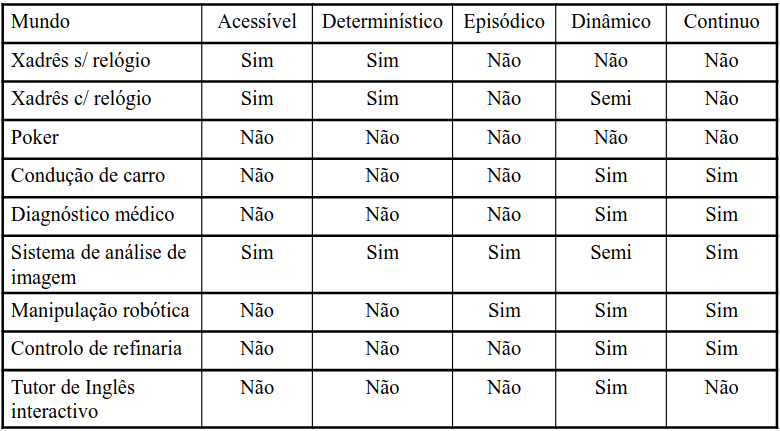 Mundo Acessível Determinístico Episódico Dinâmico Continuo
Xadrês s/ relógio Sim Sim Não Não Não
Xadrês c/ relógio Sim Sim Não Semi Não
Poker Não Não Não Não Não
Condução de carro Não Não Não Sim Sim
Diagnóstico médico Não Não Não Sim Sim
Sistema de análise de Sim Sim Sim Semi Sim
imagem
Manipulação robótica Não Não Sim Sim Sim
Controlo de refinaria Não Não Não Sim Sim
Tutor de Inglês Não Não Não Sim Não
interactivo